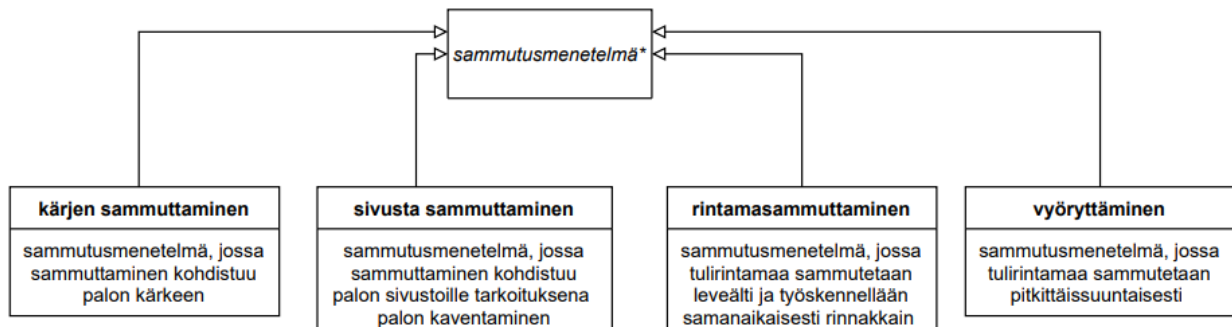 sammutusmenetelmä*
kärjen sammuttaminen
sammutusmenetelmä, jossa
sammuttaminen kohdistuu
palon kärkeen
sivusta sammuttaminen
sammutusmenetelmä, jossa
sammuttaminen kohdistuu
palon sivustoille tarkoituksena
palon kaventaminen
rintamasammuttaminen
sammutusmenetelmä, jossa
tulirintamaa sammutetaan
leveälti ja työskennellään
samanaikaisesti rinnakkain
vyöryttäminen
sammutusmenetelmä, jossa
tulirintamaa sammutetaan
pitkittäissuuntaisesti